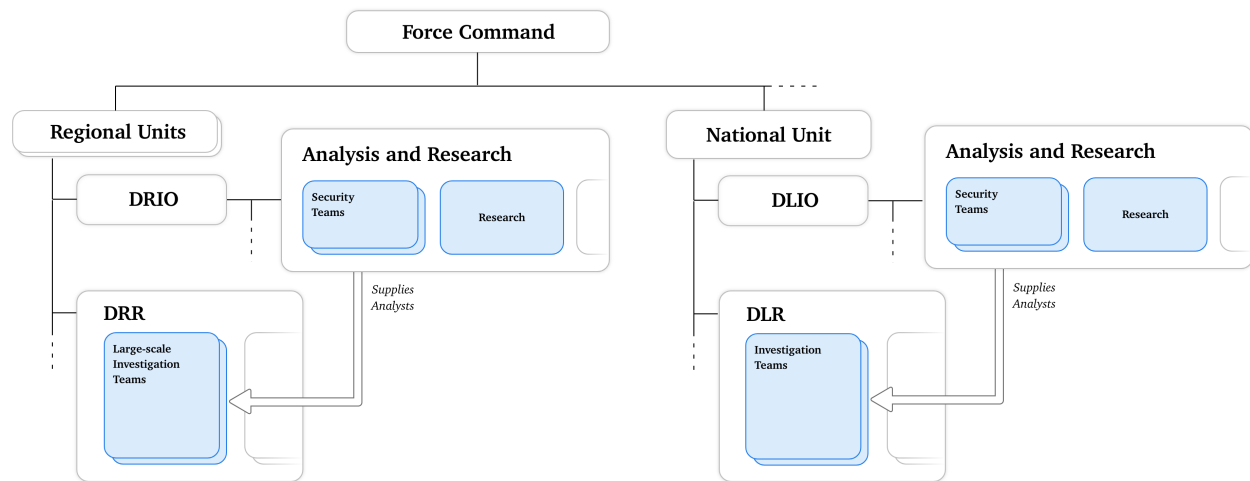 Force Command
Regional Units
DRIO
Analysis and Research
Security
Teams
Research
Supplies
Analysts
DRR
Large-scale
Investigation
Teams
National Unit
DLIO
Analysis and Research
Security
Teams
Research
Supplies
Analysts
DLR
Investigation
Teams